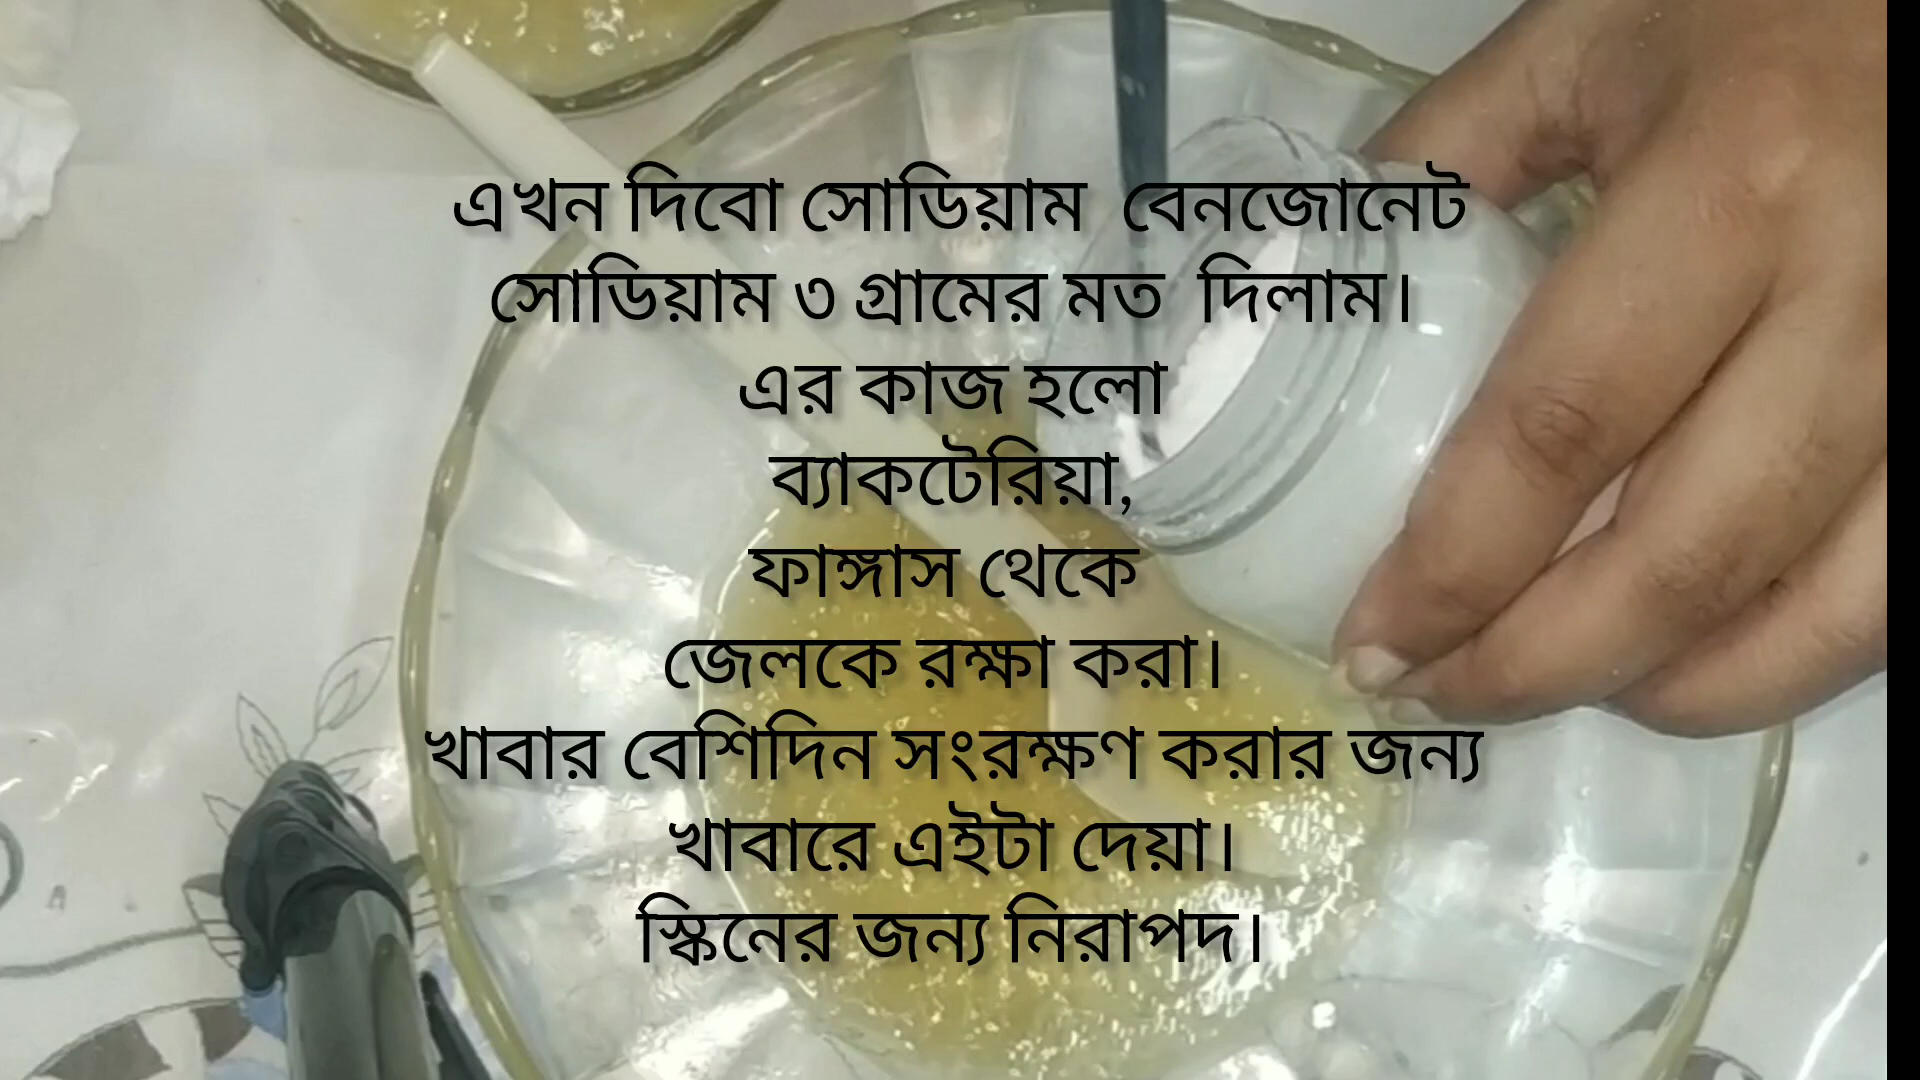 এখন দিবো সোডিয়াম বেনজোনেট
সোডিয়াম ৩ গ্রামের মত দিলাম।
এর কাজ হলো
ব্যাকটেরিয়া,
ফাঙ্গাস থেকে
জেলকে রক্ষা করা।
খাবার বেশিদিন সংরক্ষণ করার জন্য
খাবারে এইটা দেয়া।
স্কিনের জন্য নিরাপদ।